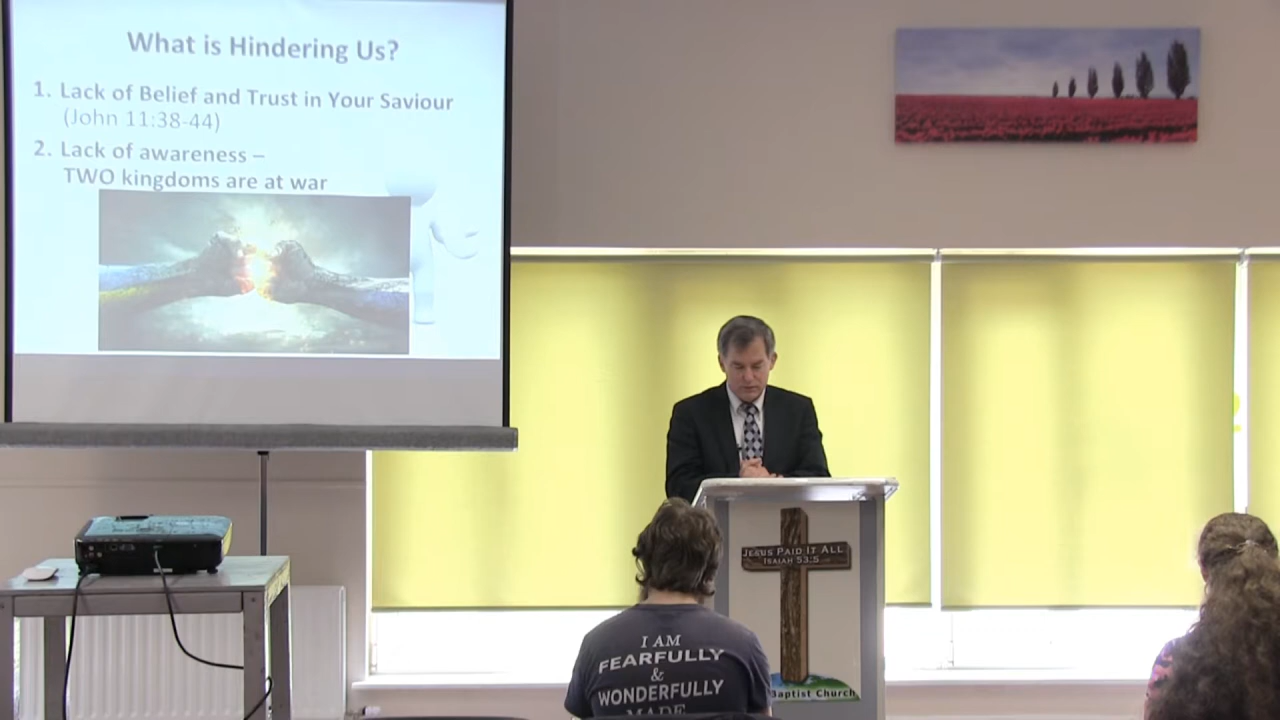 What is Hindering Us?
1. Lack of Belief and Trust in Your Saviour
(John 11:38-44)
2. Lack of awareness –
TWO kingdoms are at war
JESUS PAID IT ALL
ISAIAH 53:5
Baptist Church
I AM
FEARFULLY
&
WONDERFULLY
MADE